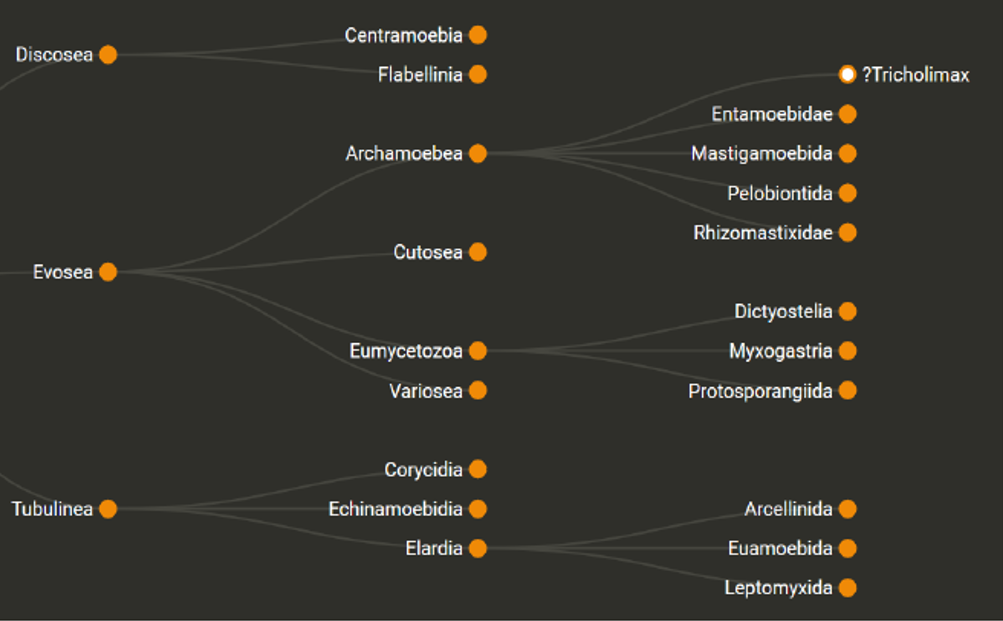 Discosea
Centramoebia
Flabellinia
Evosea
Archamoebea
?Tricholimax
Entamoebidae
Mastigamoebida
Pelobiontida
Rhizomastixidae
Cutosea
Eumycetozoa
Dictyostelia
Myxogastria
Protosporangiida
Variosea
Tubulinea
Corycidia
Echinamoebidia
Elardia
Arcellinida
Euamoebida
Leptomyxida